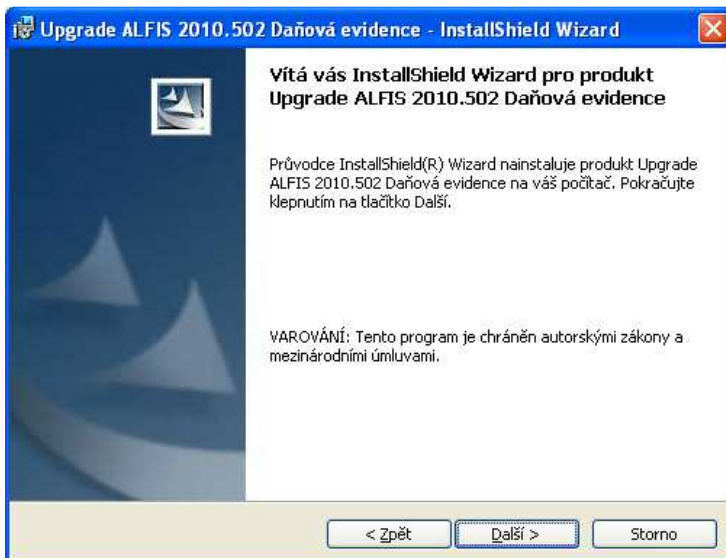 Upgrade ALFIS 2010.502 Daňová evidence - InstallShield Wizard
Vítá vás InstallShield Wizard pro produkt
Upgrade ALFIS 2010.502 Daňová evidence
Průvodce InstallShield(R) Wizard nainstaluje produkt Upgrade
ALFIS 2010.502 Daňová evidence na váš počítač. Pokračujte
klepnutím na tlačítko Další.
VAROVÁNÍ: Tento program je chráněn autorskými zákony a
mezinárodními úmluvami.
< Zpět
Další >
Storno